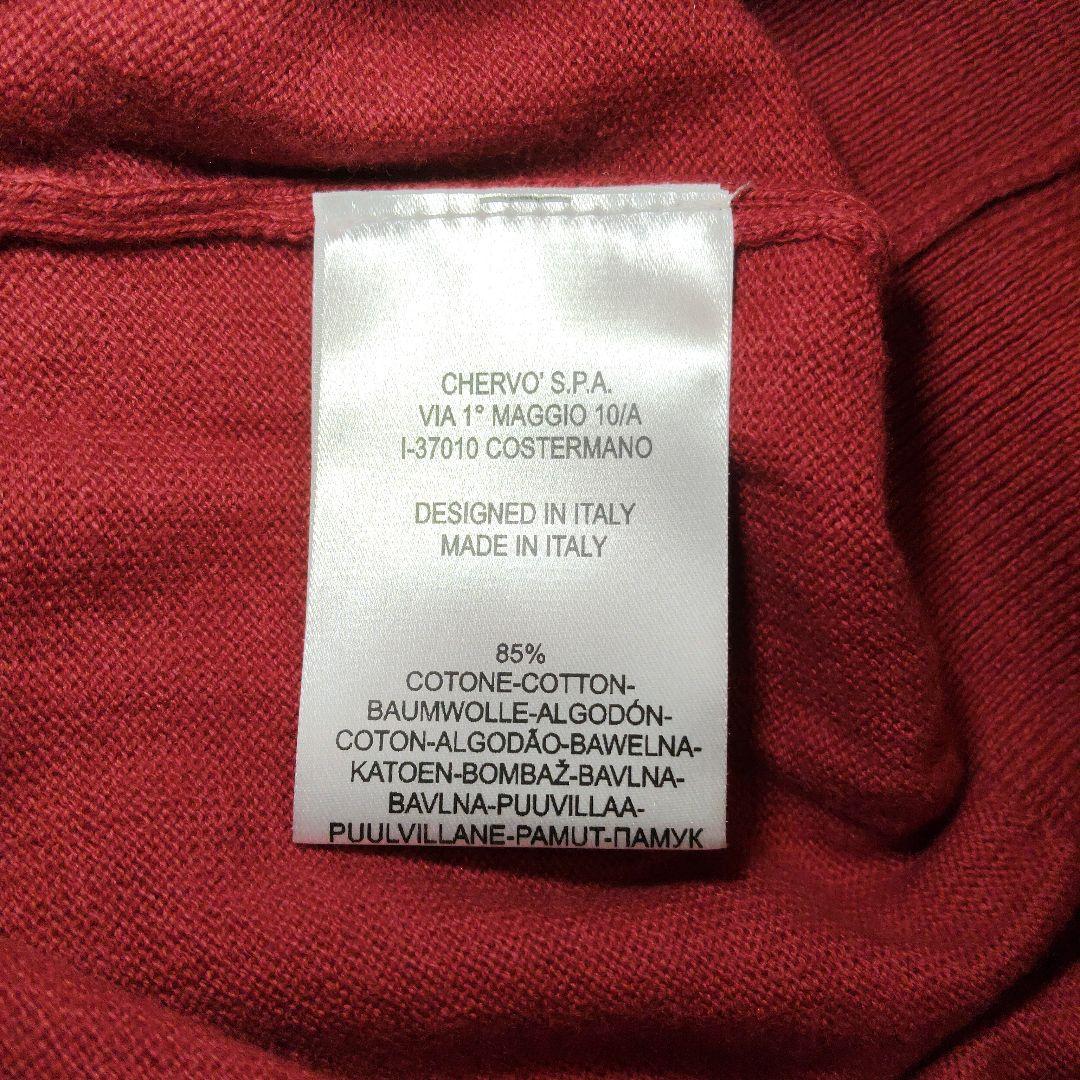 CHERVO' S.P.A.
VIA 1° MAGGIO 10/A
I-37010 COSTERMANO
DESIGNED IN ITALY
MADE IN ITALY
85%
COTONE-COTTON-
BAUMWOLLE-ALGODÓN-
COTON-ALGODÃO-BAWELNA-
KATOEN-BOMBAŽ-BAVLNA-
BAVLNA-PUUVILLAA-
PUULVILLANE-PAMUT-ПАМУК